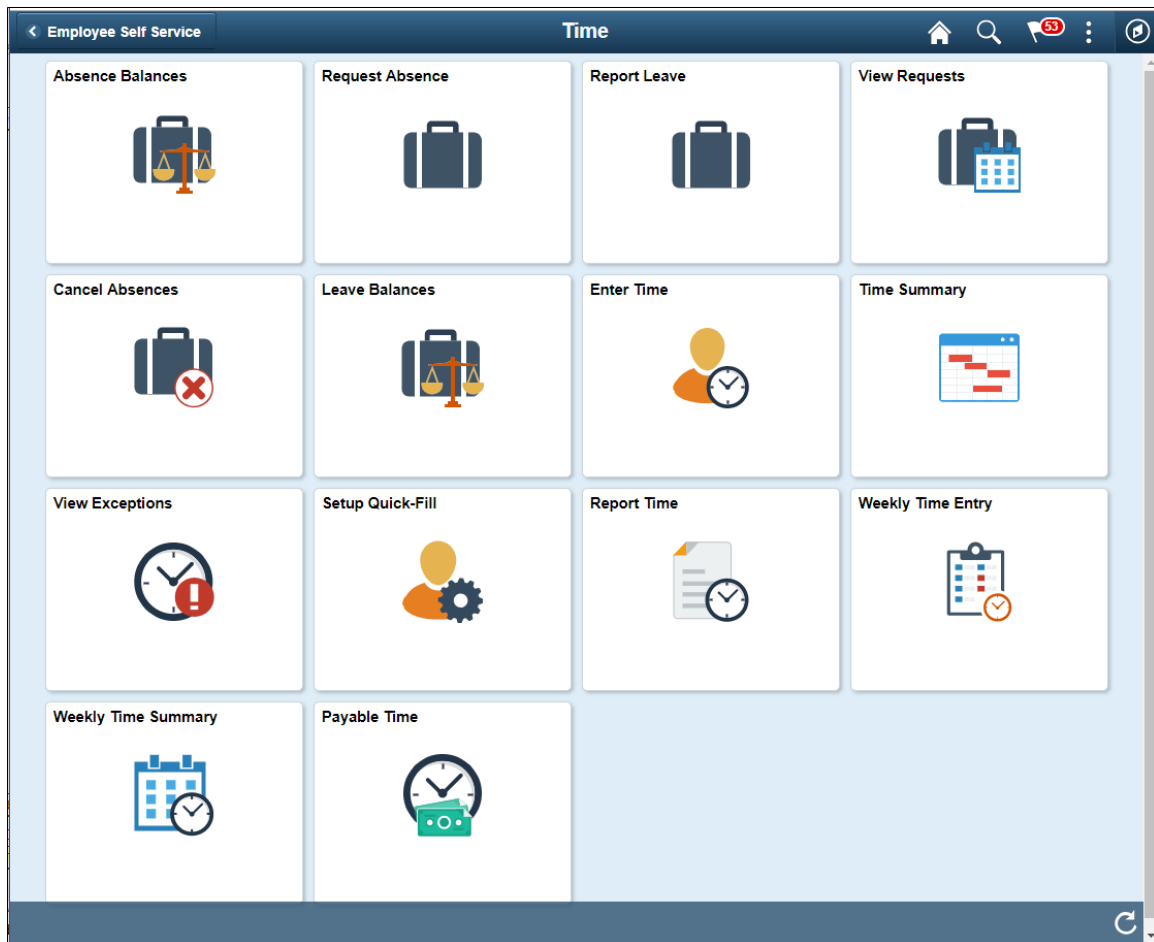 Employee Self Service
Time
53
Absence Balances
Request Absence
Report Leave
View Requests
Cancel Absences
Leave Balances
Enter Time
Time Summary
View Exceptions
Setup Quick-Fill
Report Time
Weekly Time Entry
Weekly Time Summary
Payable Time